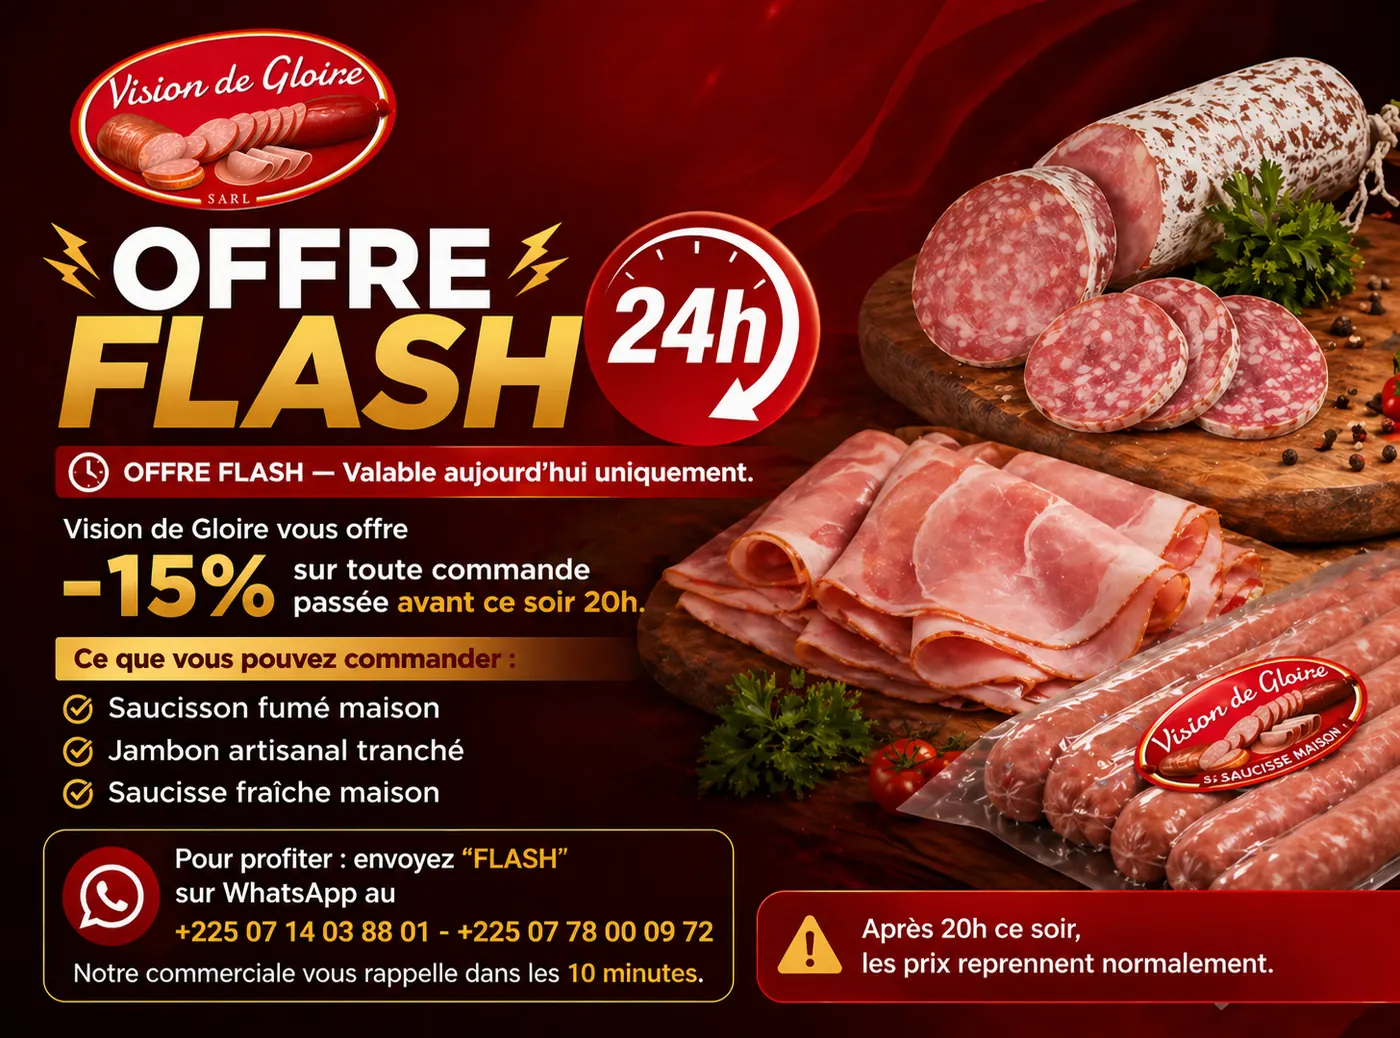 Vision de Gloire
SARL
OFFRE
FLASH
24h
OFFRE FLASH — Valable aujourd'hui uniquement.
Vision de Gloire vous offre
-15%
sur toute commande
passée avant ce soir 20h.
Ce que vous pouvez commander :
Saucisson fumé maison
Jambon artisanal tranché
Saucisse fraîche maison
Vision de Gloire
SAUCISSE MAISON
Pour profiter : envoyez “FLASH”
sur WhatsApp au
+225 07 14 03 88 01 - +225 07 78 00 09 72
Notre commerciale vous rappelle dans les 10 minutes.
Après 20h ce soir,
les prix reprennent normalement.